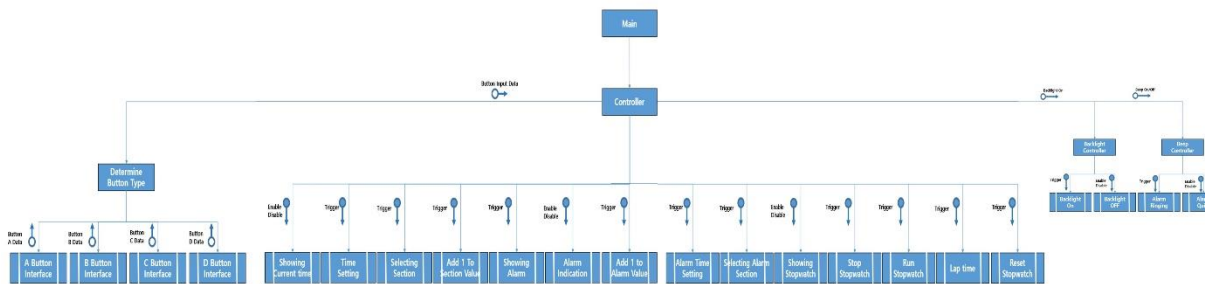 Main
Button Input Data
Controller
Determine
Button Type
Backlight
Controller
Beep
Controller
Button
A Data
Button
B Data
Button
C Data
Button
D Data
Enable
Disable
Trigger
Trigger
Trigger
Trigger
Enable
Disable
Trigger
Trigger
Trigger
Enable
Disable
Trigger
Trigger
Trigger
Trigger
Trigger
Enable
Disable
Trigger
Enable
Disable
A Button
Interface
B Button
Interface
C Button
Interface
D Button
Interface
Showing
Current time
Time
Setting
Selecting
Section
Add 1 To
Section Value
Showing
Alarm
Alarm
Indication
Add 1 to
Alarm Value
Alarm Time
Setting
Selecting Alarm
Section
Showing
Stopwatch
Stop
Stopwatch
Run
Stopwatch
Lap time
Reset
Stopwatch
Backlight
On
Backlight
OFF
Alarm
Ringing